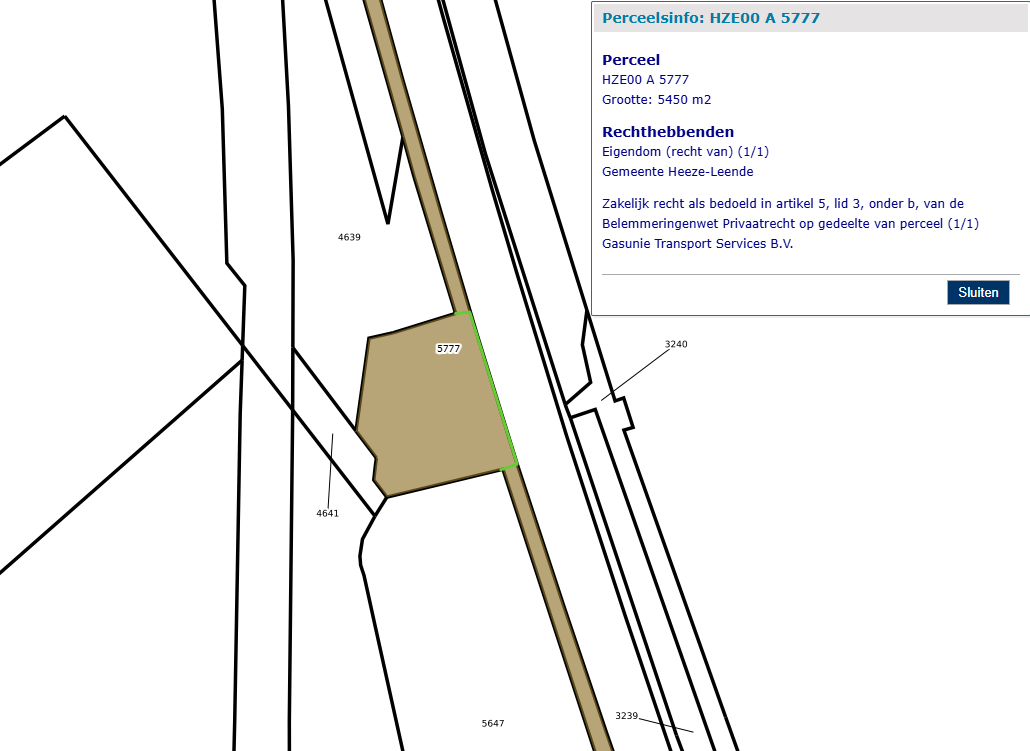 Perceelsinfo: HZE00 A 5777
Perceel
HZE00 A 5777
Grootte: 5450 m2
Rechthebbenden
Eigendom (recht van) (1/1)
Gemeente Heeze-Leende
Zakelijk recht als bedoeld in artikel 5, lid 3, onder b, van de
Belemmeringenwet Privaatrecht op gedeelte van perceel (1/1)
Gasunie Transport Services B.V.
Sluiten
4639
5777
3240
4641
3239
5647